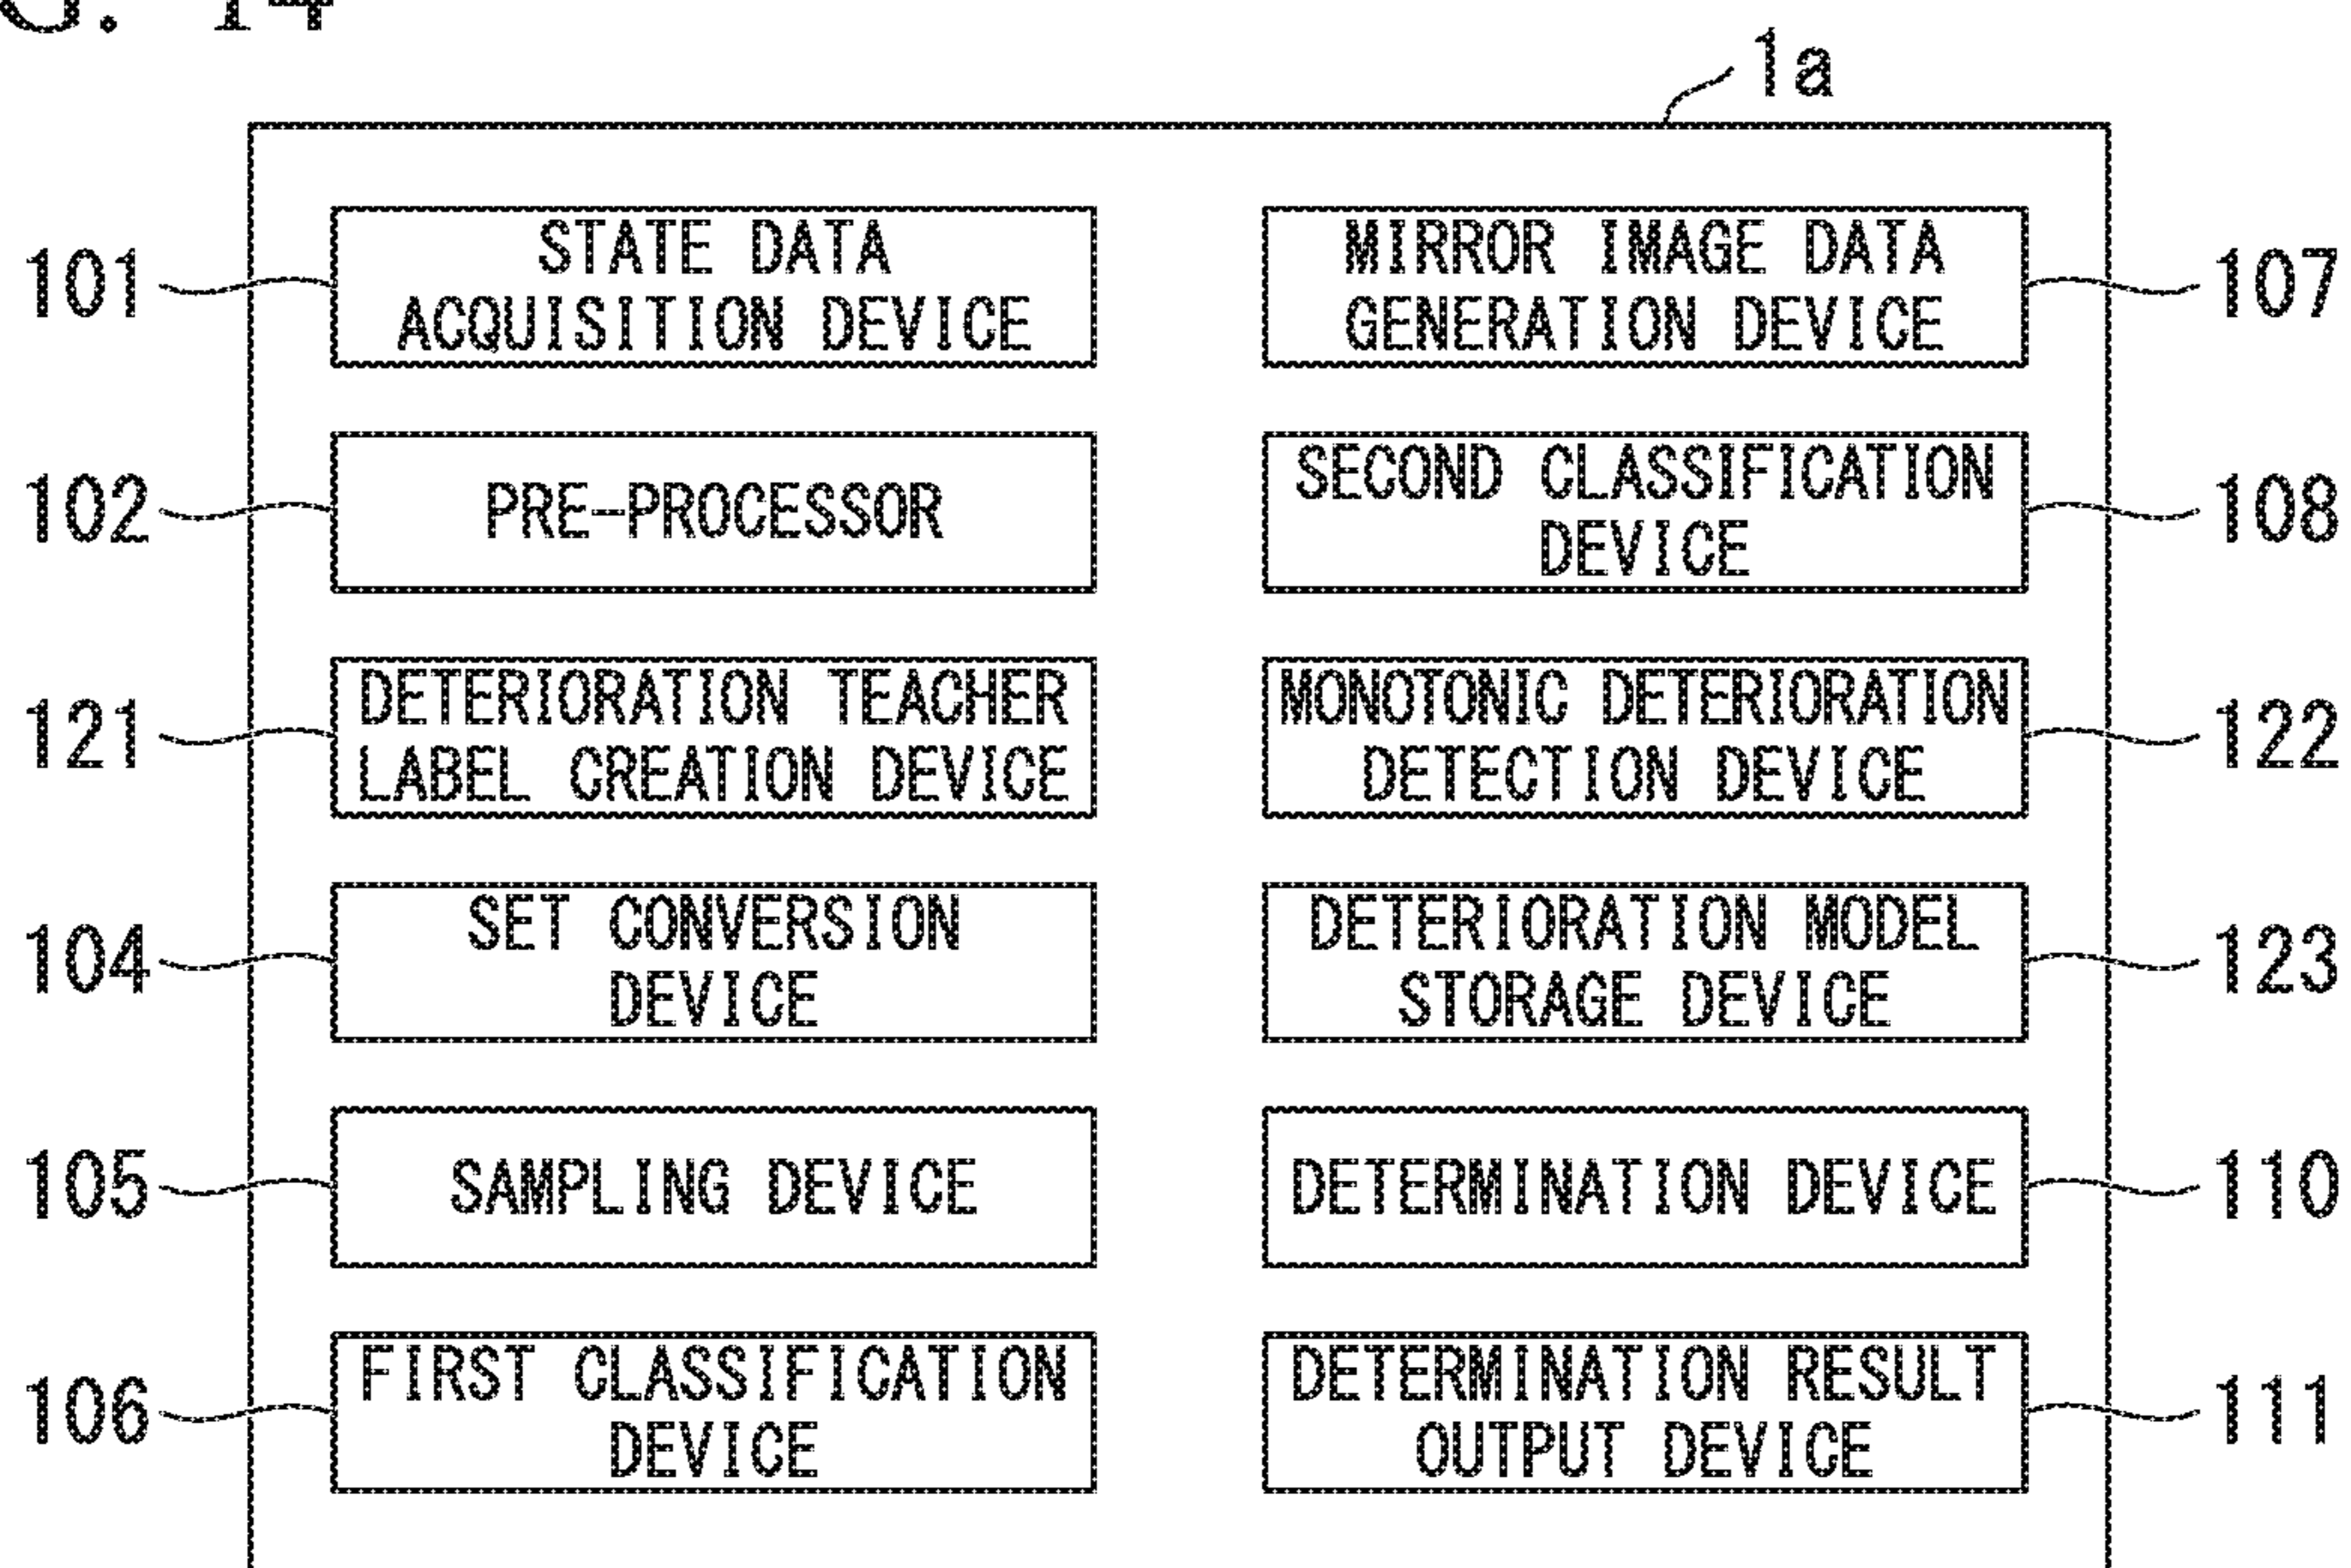 G. 14
1a
101
STATE DATA
ACQUISITION DEVICE
MIRROR IMAGE DATA
GENERATION DEVICE
107
102
PRE-PROCESSOR
SECOND CLASSIFICATION
DEVICE
108
121
DETERIORATION TEACHER
LABEL CREATION DEVICE
MONOTONIC DETERIORATION
DETECTION DEVICE
122
104
SET CONVERSION
DEVICE
DETERIORATION MODEL
STORAGE DEVICE
123
105
SAMPLING DEVICE
DETERMINATION DEVICE
110
106
FIRST CLASSIFICATION
DEVICE
DETERMINATION RESULT
OUTPUT DEVICE
111